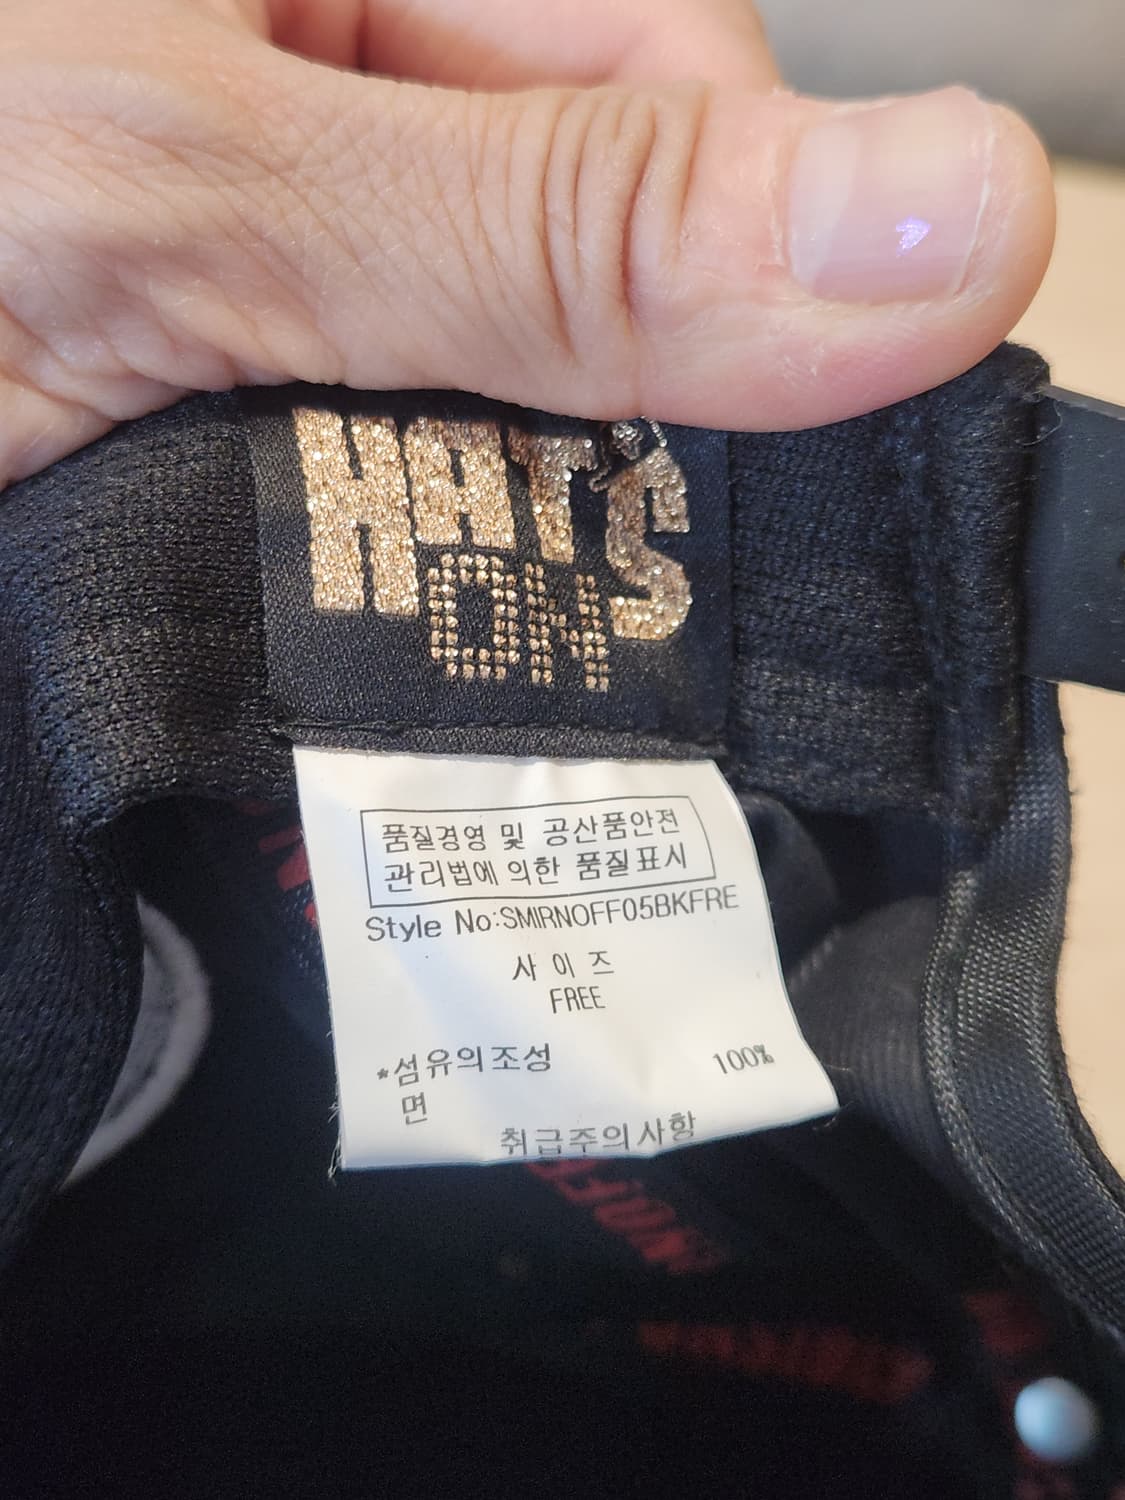 HATS
ON
품질경영 및 공산품안전
관리법에 의한 품질표시
Style No:SMIRNOFF05BKFRE
사 이 즈
FREE
*섬유의조성 100%
면
취급주의사항